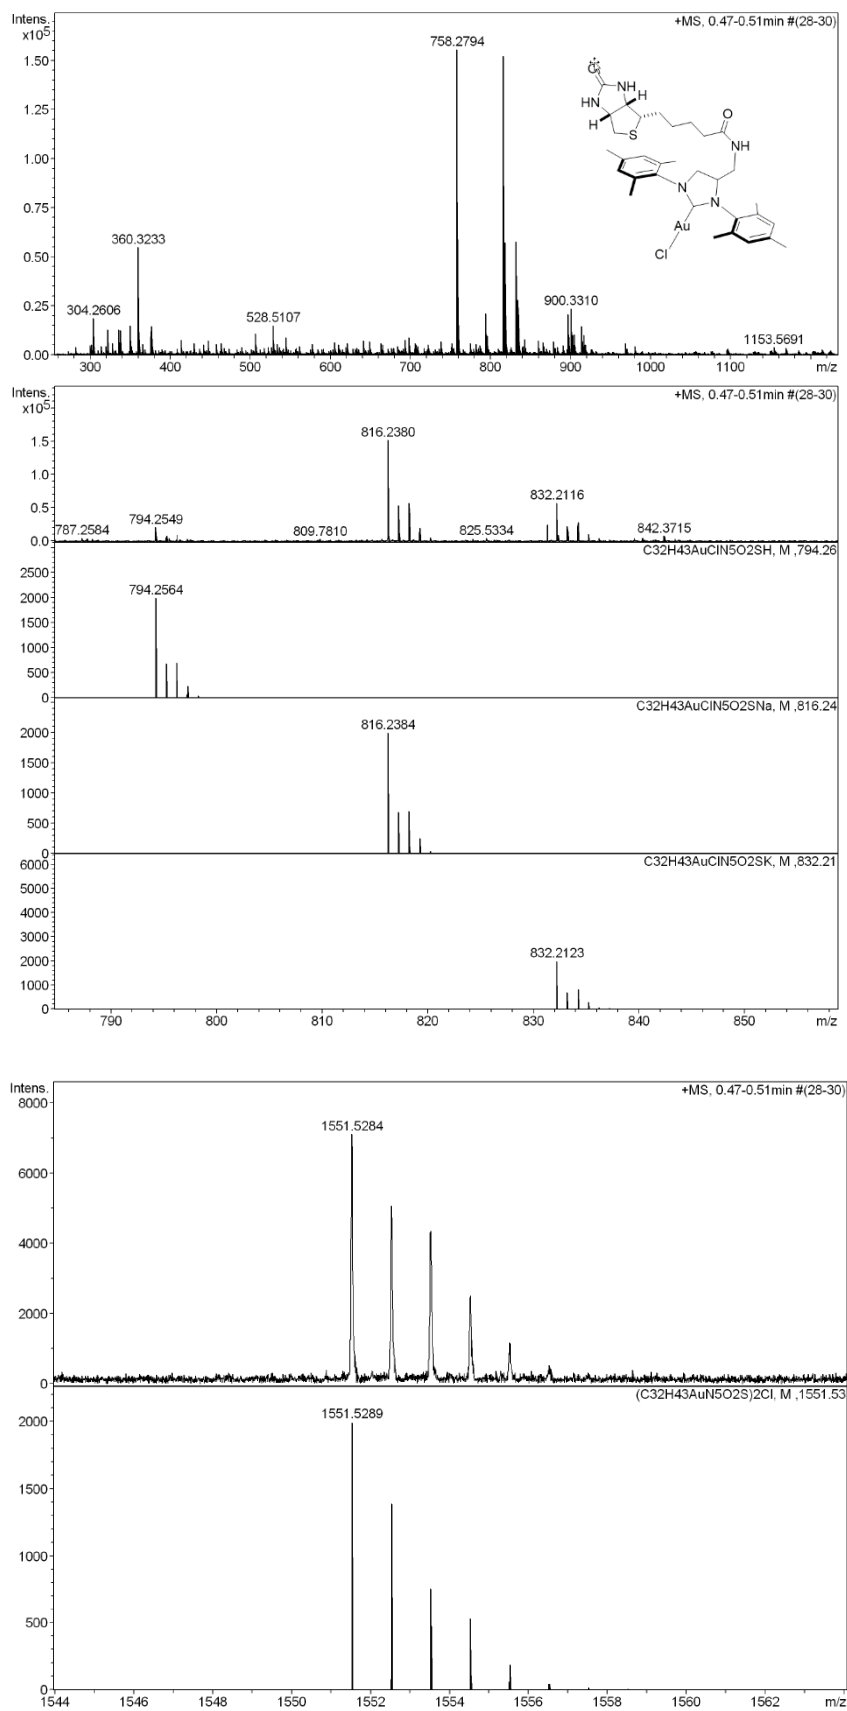 Intens.
x10⁵
+MS, 0.47-0.51min #(28-30)
758.2794
1.50
O
NH
HN
H
H
S
O
NH
1.25
1.00
N
N
Au
Cl
0.75
360.3233
0.50
304.2606
528.5107
900.3310
1153.5691
0.25
0.00
300 400 500 600 700 800 900 1000 1100 m/z
Intens.
x10⁵
+MS, 0.47-0.51min #(28-30)
816.2380
1.5
1.0
832.2116
0.5
787.2584 794.2549 809.7810 825.5334 842.3715
0.0
C32H43AuClN5O2SH, M ,794.26
2500
794.2564
2000
1500
1000
500
0
C32H43AuClN5O2SNa, M ,816.24
816.2384
2000
1500
1000
500
0
C32H43AuClN5O2SK, M ,832.21
6000
5000
4000
3000
832.2123
2000
1000
0
790 800 810 820 830 840 850 m/z
Intens.
8000
+MS, 0.47-0.51min #(28-30)
1551.5284
6000
4000
2000
0
(C32H43AuN5O2S)2Cl, M ,1551.53
1551.5289
2000
1500
1000
500
0
1544 1546 1548 1550 1552 1554 1556 1558 1560 1562 m/z